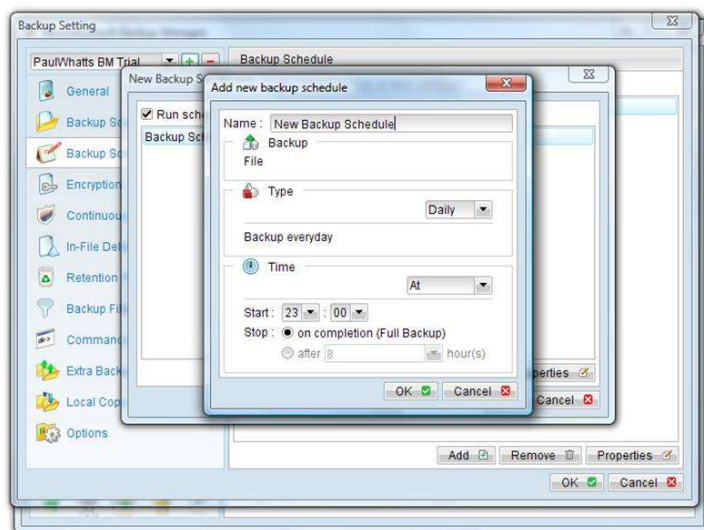 Backup Setting
PaulWhatts BM Trial
Backup Schedule
General
Backup
Backup
Encryption
Continuou
In-File Del
Retention
Backup Fil
Comman
Extra Back
Local Cop
Options
New Backup S
Run sch
Backup Sch
Add new backup schedule
Name : New Backup Schedule
Backup
File
Type
Daily
Backup everyday
Time
At
Start : 23 : 00
Stop : on completion (Full Backup)
after 8 hour(s)
OK Cancel
perties
Cancel
Add Remove Properties
OK Cancel